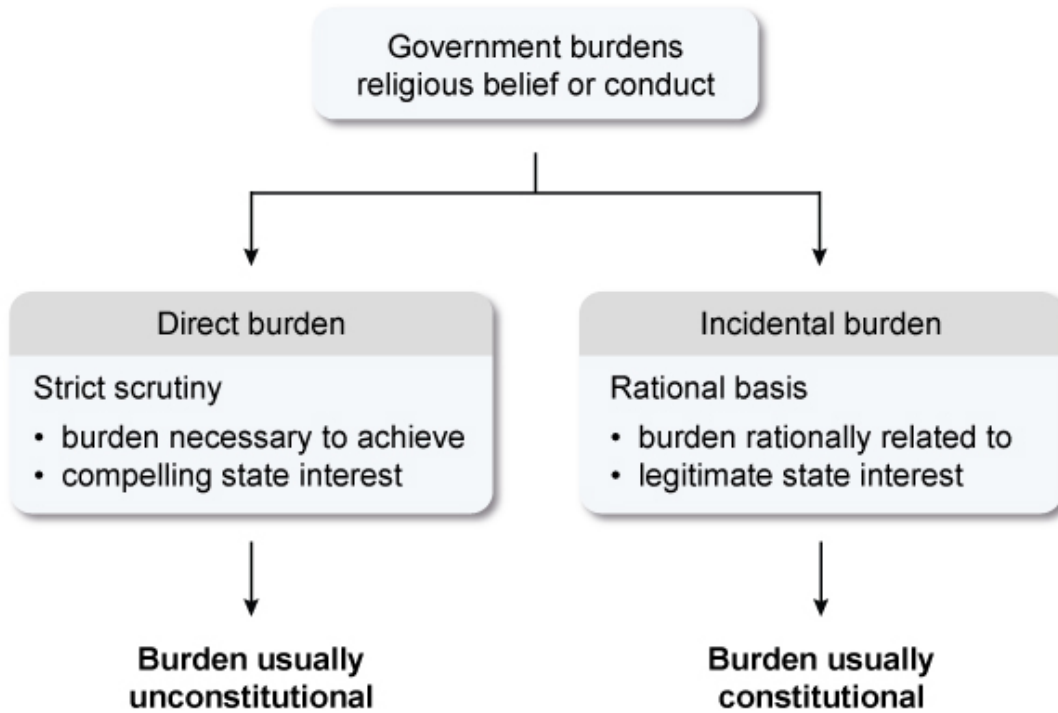 Government burdens
religious belief or conduct
Direct burden
Strict scrutiny
• burden necessary to achieve
• compelling state interest
Burden usually
unconstitutional
Incidental burden
Rational basis
• burden rationally related to
• legitimate state interest
Burden usually
constitutional